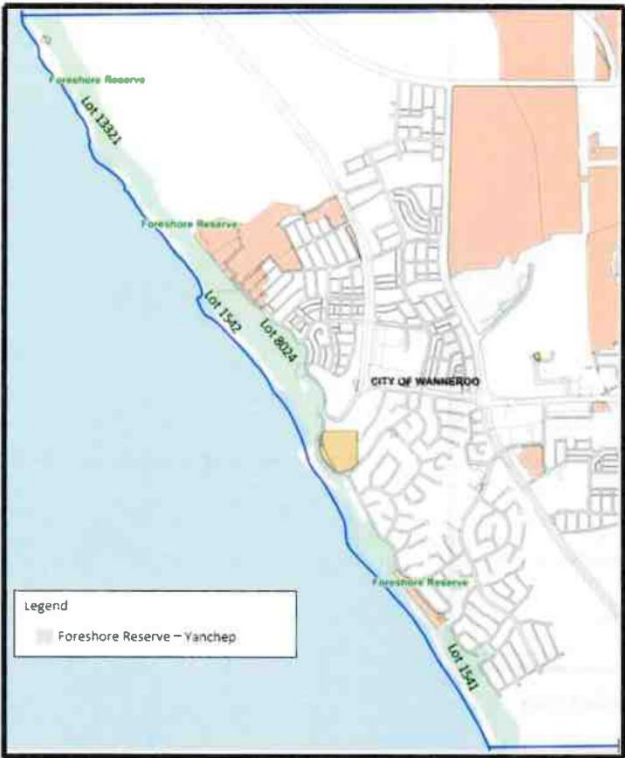 Foreshore Reserve
Lot 13321
Foreshore Reserve
Lot 1542
Lot 8024
CITY OF WANNEROO
Foreshore Reserve
Lot 1541
Legend
Foreshore Reserve – Yanchep